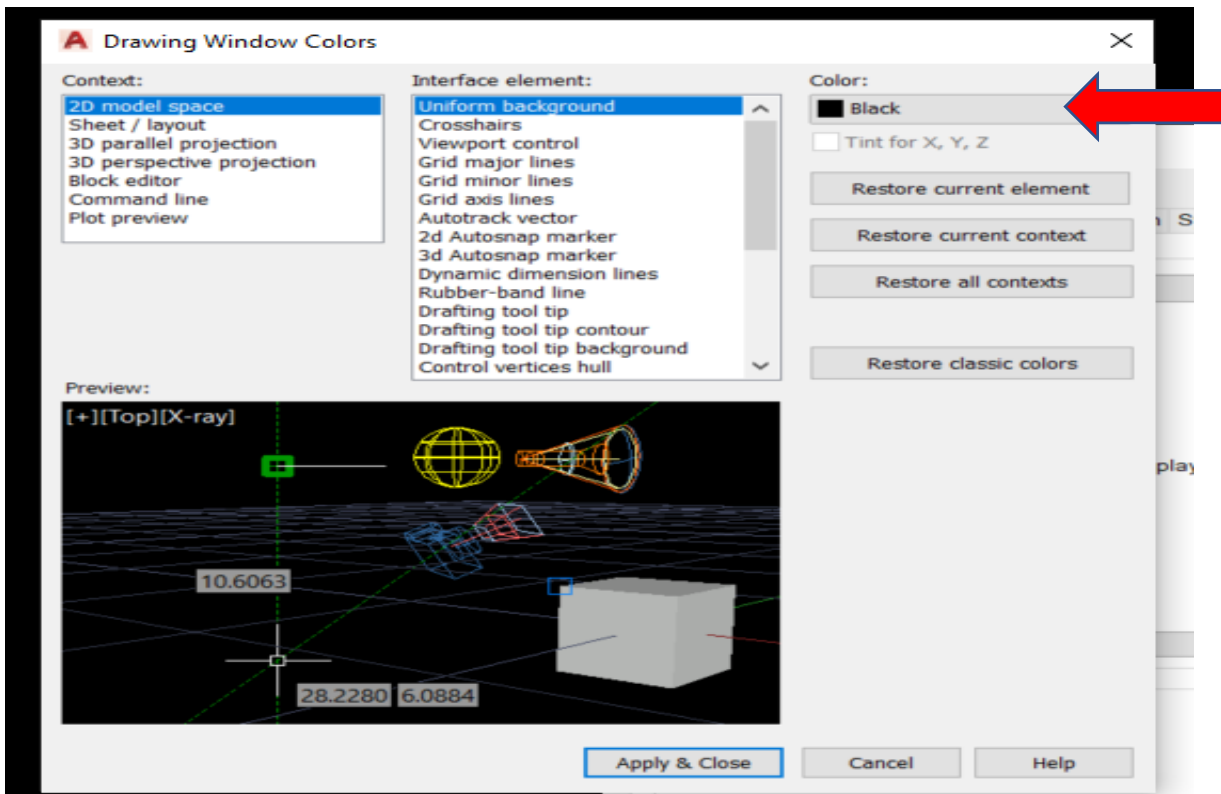 Drawing Window Colors
Context:
2D model space
Sheet / layout
3D parallel projection
3D perspective projection
Block editor
Command line
Plot preview
Interface element:
Uniform background
Crosshairs
Viewport control
Grid major lines
Grid minor lines
Grid axis lines
Autotrack vector
2d Autosnap marker
3d Autosnap marker
Dynamic dimension lines
Rubber-band line
Drafting tool tip
Drafting tool tip contour
Drafting tool tip background
Control vertices hull
Color:
Black
Tint for X, Y, Z
Restore current element
Restore current context
Restore all contexts
Restore classic colors
Preview:
[+][Top][X-ray]
10.6063
28.2280 6.0884
Apply & Close
Cancel
Help